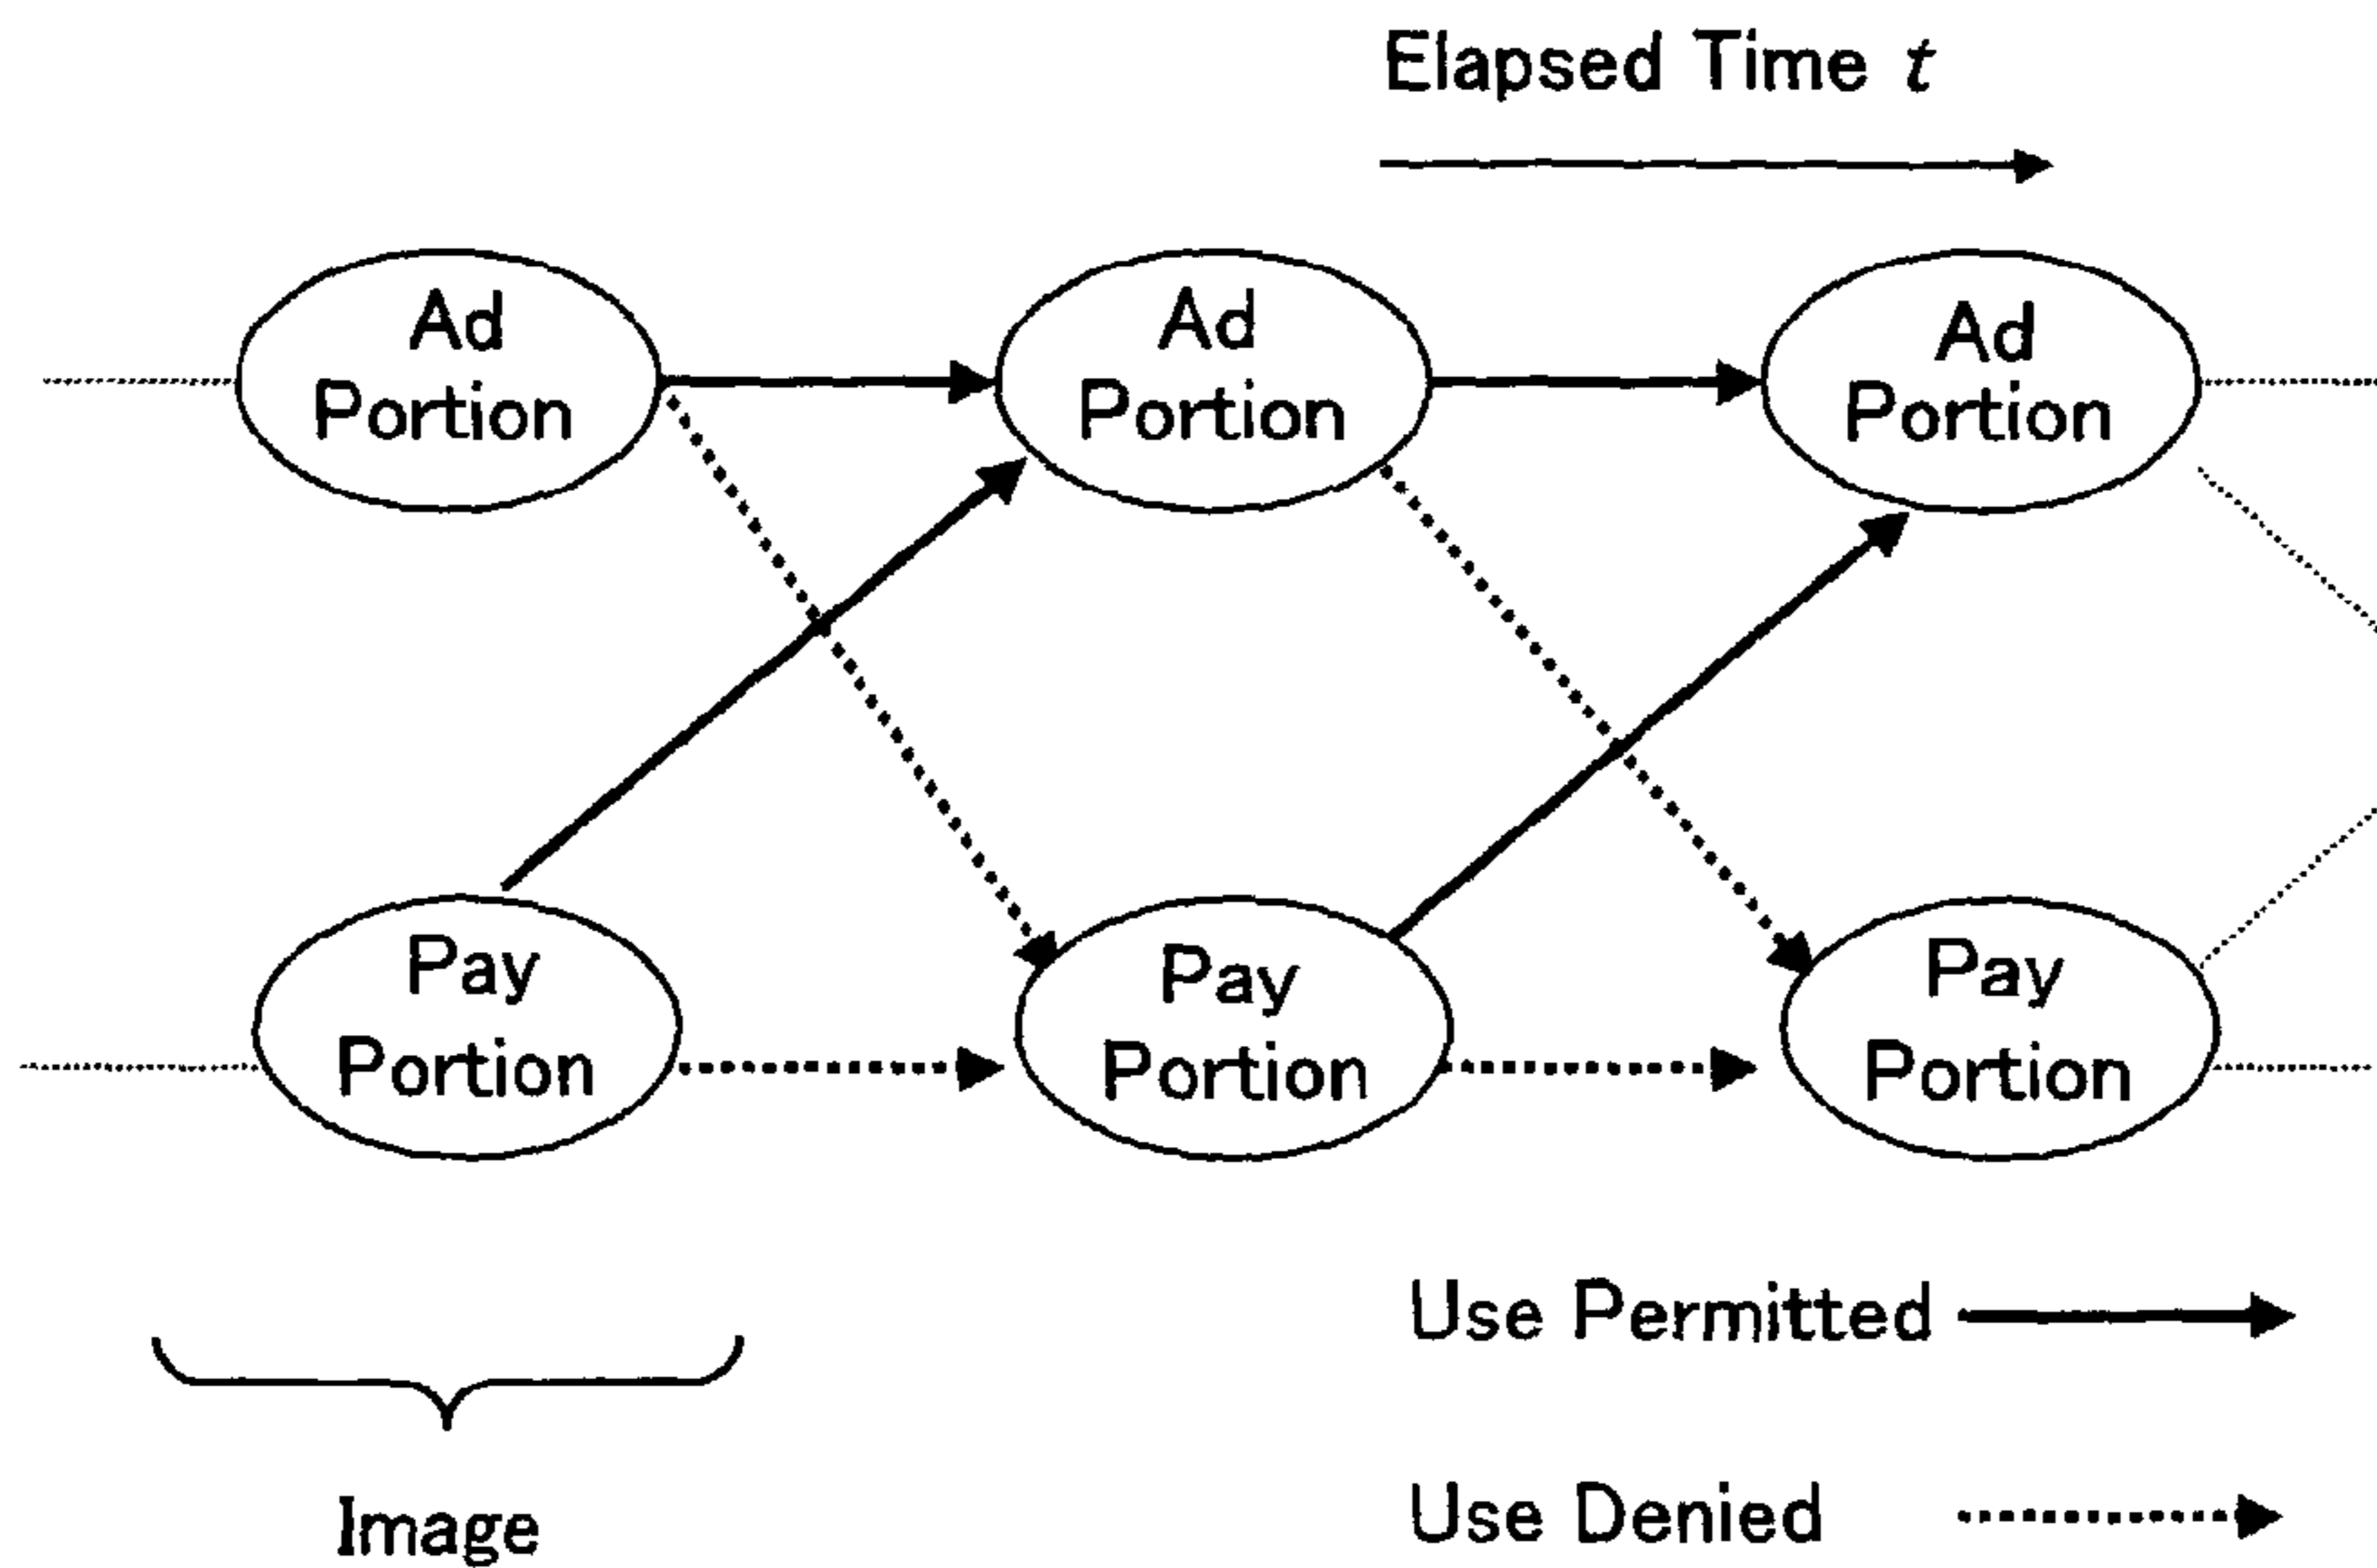 Elapsed Time t
Ad
Portion
Ad
Portion
Ad
Portion
Pay
Portion
Pay
Portion
Pay
Portion
Use Permitted
Image
Use Denied